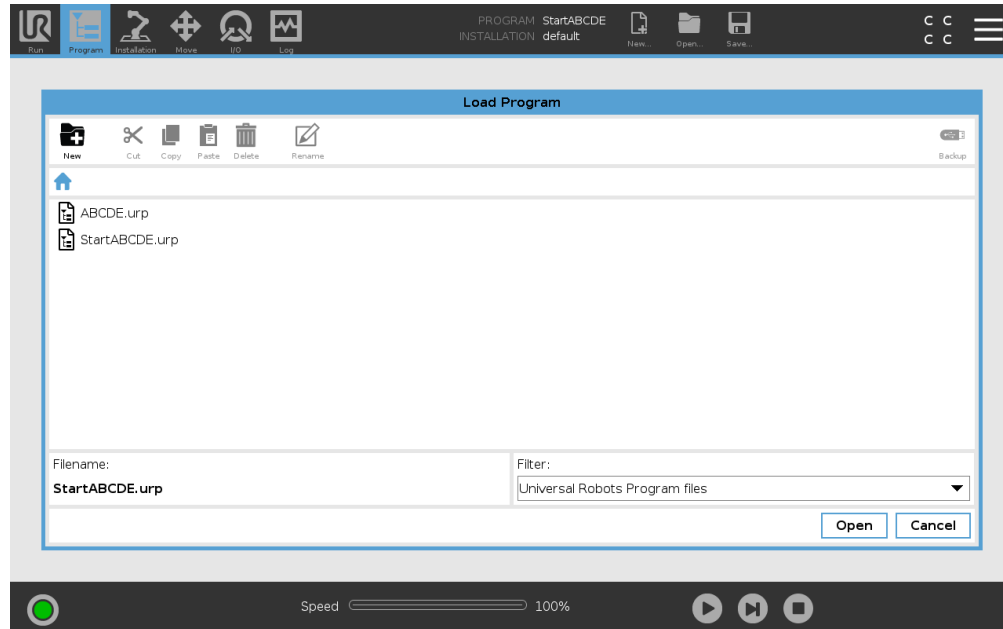 UR
PROGRAM StartABCDE
INSTALLATION default
C C
C C
Run Program Installation Move I/O Log New... Open... Save...
Load Program
New Cut Copy Paste Delete Rename Backup
ABCDE.urp
StartABCDE.urp
Filename: Filter:
StartABCDE.urp Universal Robots Program files
Open Cancel
Speed 100%